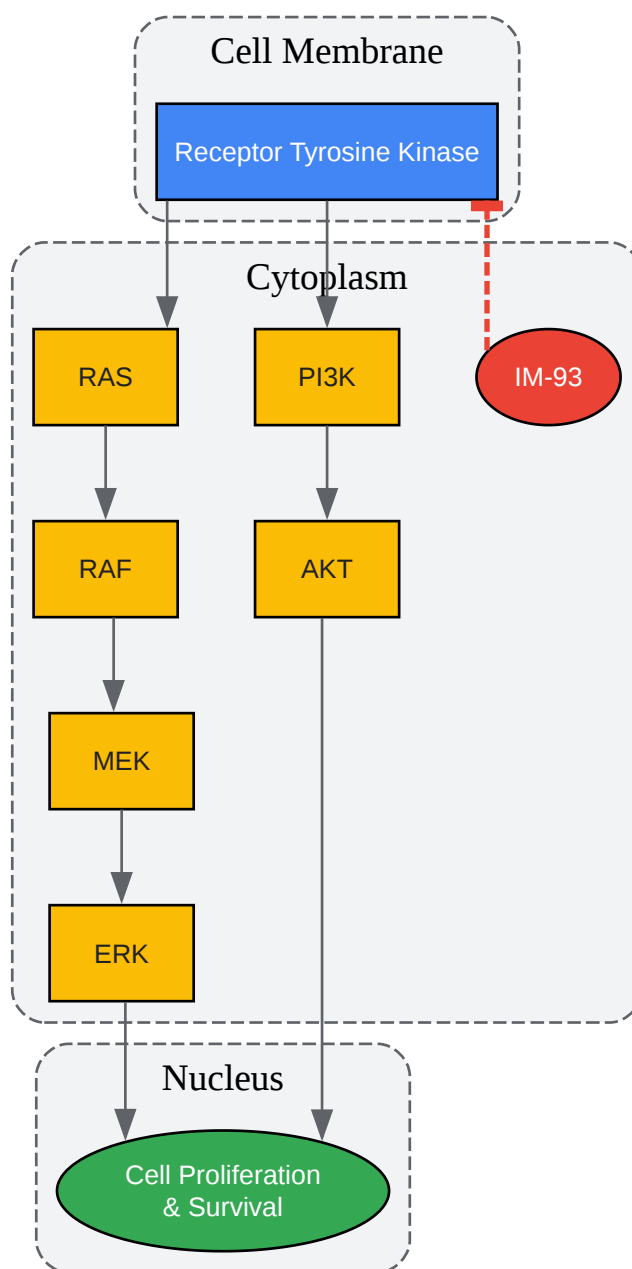 Cell Membrane
Receptor Tyrosine Kinase
Cytoplasm
RAS
PI3K
IM-93
RAF
AKT
MEK
ERK
Nucleus
Cell Proliferation
& Survival